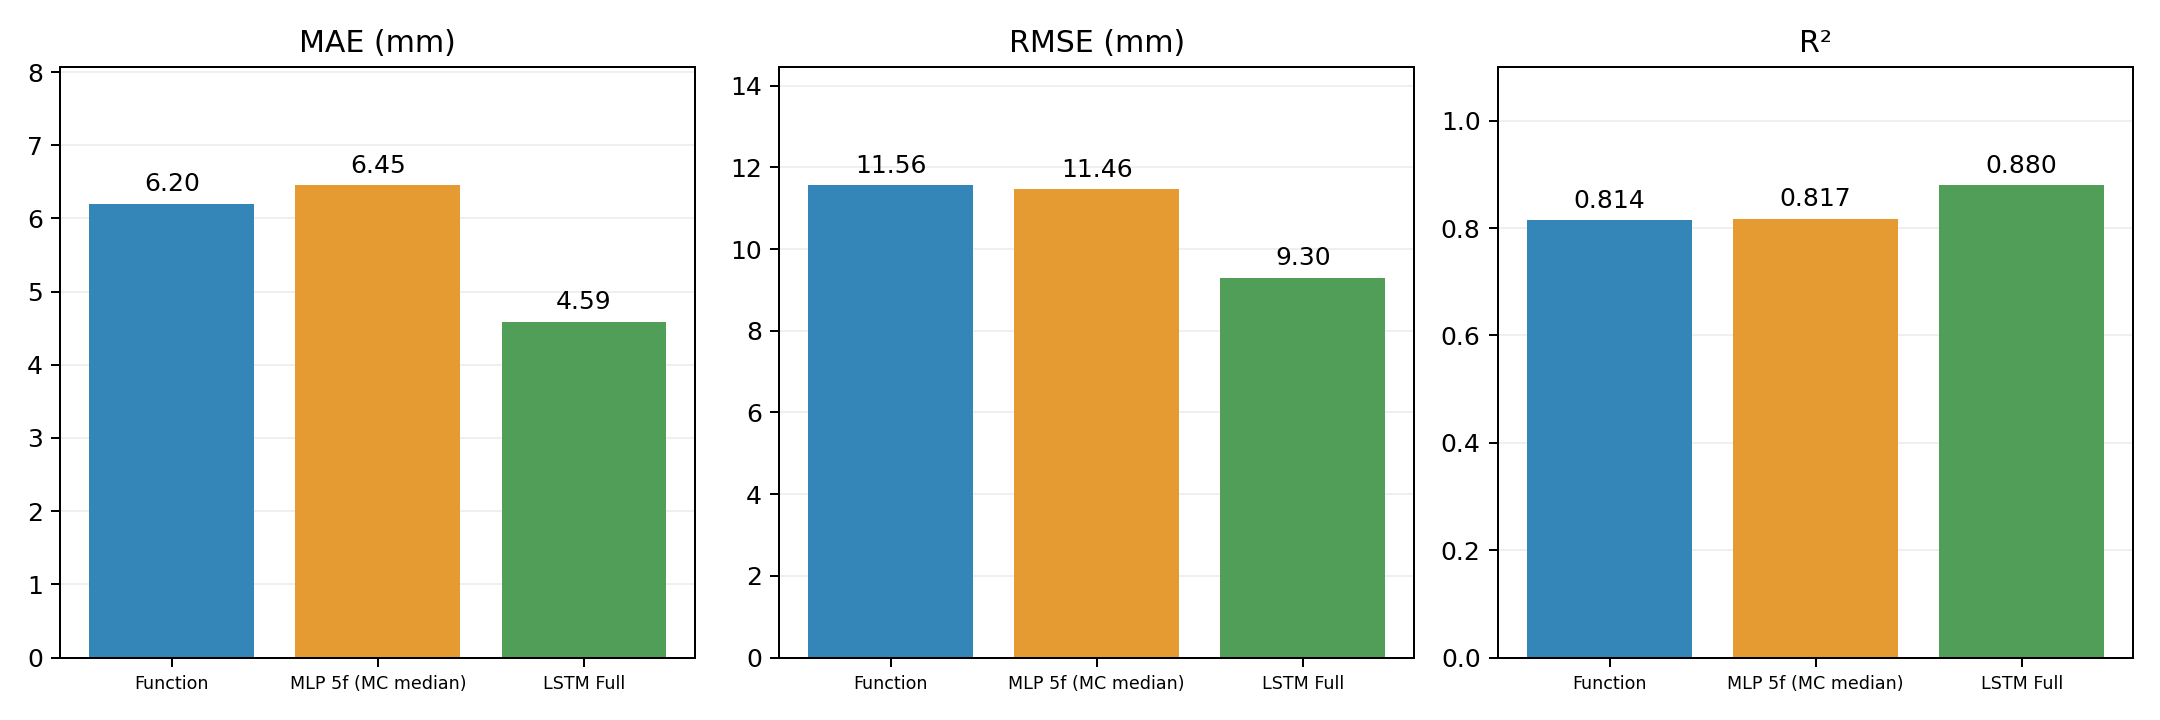 MAE (mm)
8
7
6
5
4
3
2
1
0
6.20
6.45
4.59
Function
MLP 5f (MC median)
LSTM Full
RMSE (mm)
14
12
10
8
6
4
2
0
11.56
11.46
9.30
Function
MLP 5f (MC median)
LSTM Full
R²
1.0
0.8
0.6
0.4
0.2
0.0
0.814
0.817
0.880
Function
MLP 5f (MC median)
LSTM Full